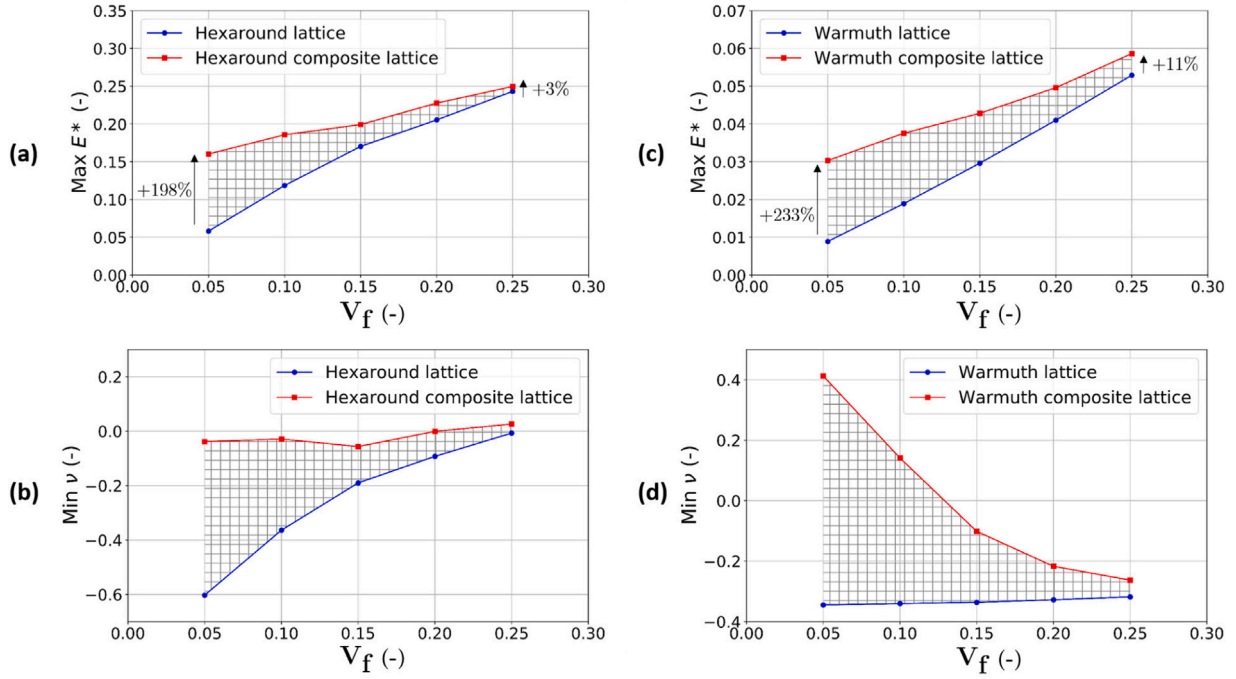 (a)
Max E* (-)
0.35
0.30
0.25
0.20
0.15
0.10
0.05
0.00
Hexaround lattice
Hexaround composite lattice
+198%
+3%
0.00 0.05 0.10 0.15 0.20 0.25 0.30
Vf (-)
(b)
Min ν (-)
0.2
0.0
−0.2
−0.4
−0.6
Hexaround lattice
Hexaround composite lattice
0.00 0.05 0.10 0.15 0.20 0.25 0.30
Vf (-)
(c)
Max E* (-)
0.07
0.06
0.05
0.04
0.03
0.02
0.01
0.00
Warmuth lattice
Warmuth composite lattice
+233%
+11%
0.00 0.05 0.10 0.15 0.20 0.25 0.30
Vf (-)
(d)
Min ν (-)
0.4
0.2
0.0
−0.2
−0.4
Warmuth lattice
Warmuth composite lattice
0.00 0.05 0.10 0.15 0.20 0.25 0.30
Vf (-)